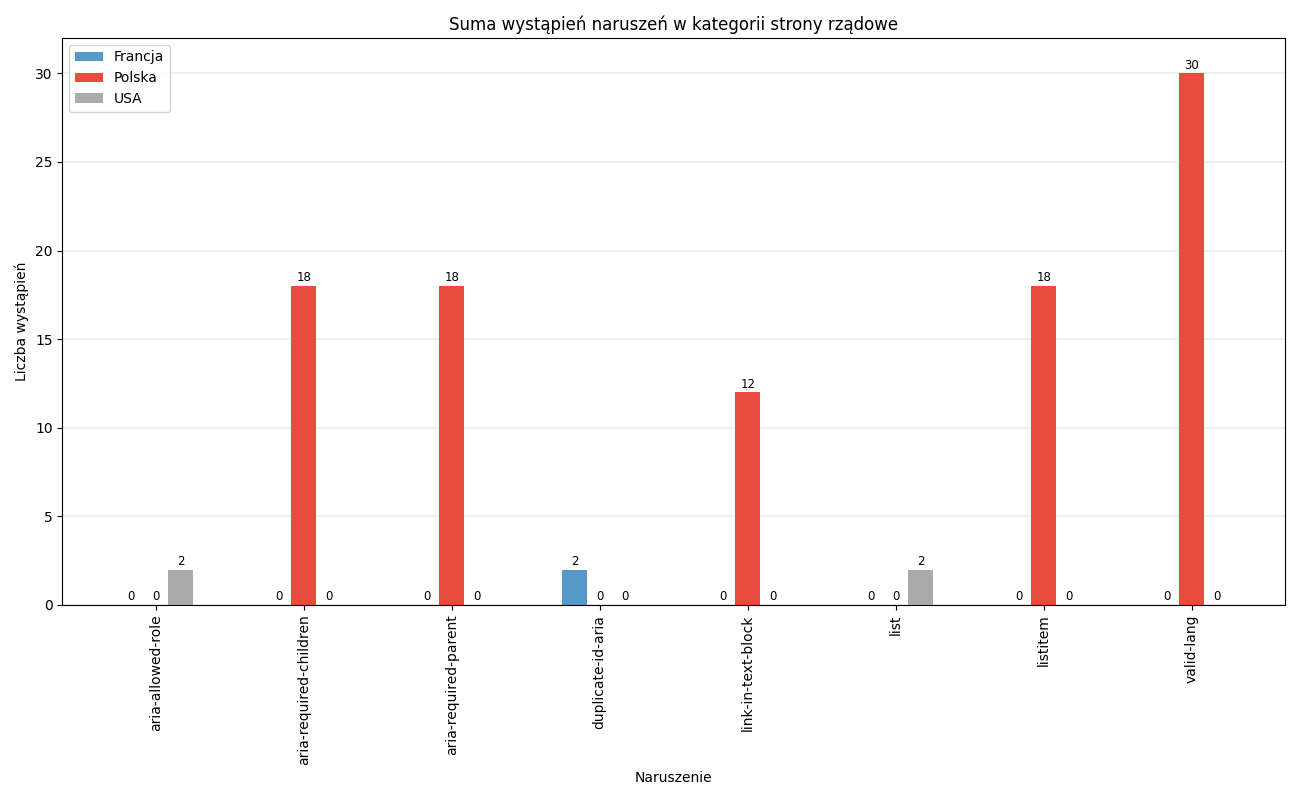 Suma wystąpień naruszeń w kategorii strony rządowe
Francja
Polska
USA
Liczba wystąpień
30
25
20
15
10
5
0
0 0 2
0 18 0
0 18 0
2 0 0
0 12 0
0 0 2
0 18 0
0 30 0
aria-allowed-role
aria-required-children
aria-required-parent
duplicate-id-aria
link-in-text-block
list
listitem
valid-lang
Naruszenie